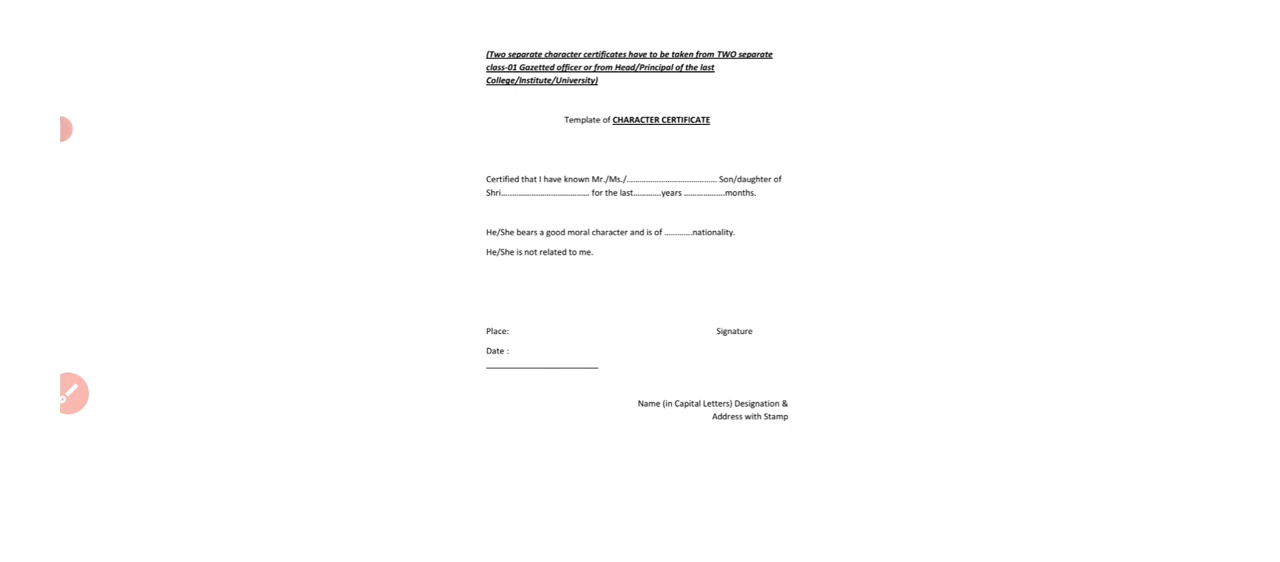 (Two separate character certificates have to be taken from TWO separate
class-01 Gazetted officer or from Head/Principal of the last
College/Institute/University)
Template of CHARACTER CERTIFICATE
Certified that I have known Mr./Ms./.......................................... Son/daughter of
Shri......................................... for the last.............years ...................months.
He/She bears a good moral character and is of .............nationality.
He/She is not related to me.
Place: Signature
Date :
Name (in Capital Letters) Designation &
Address with Stamp